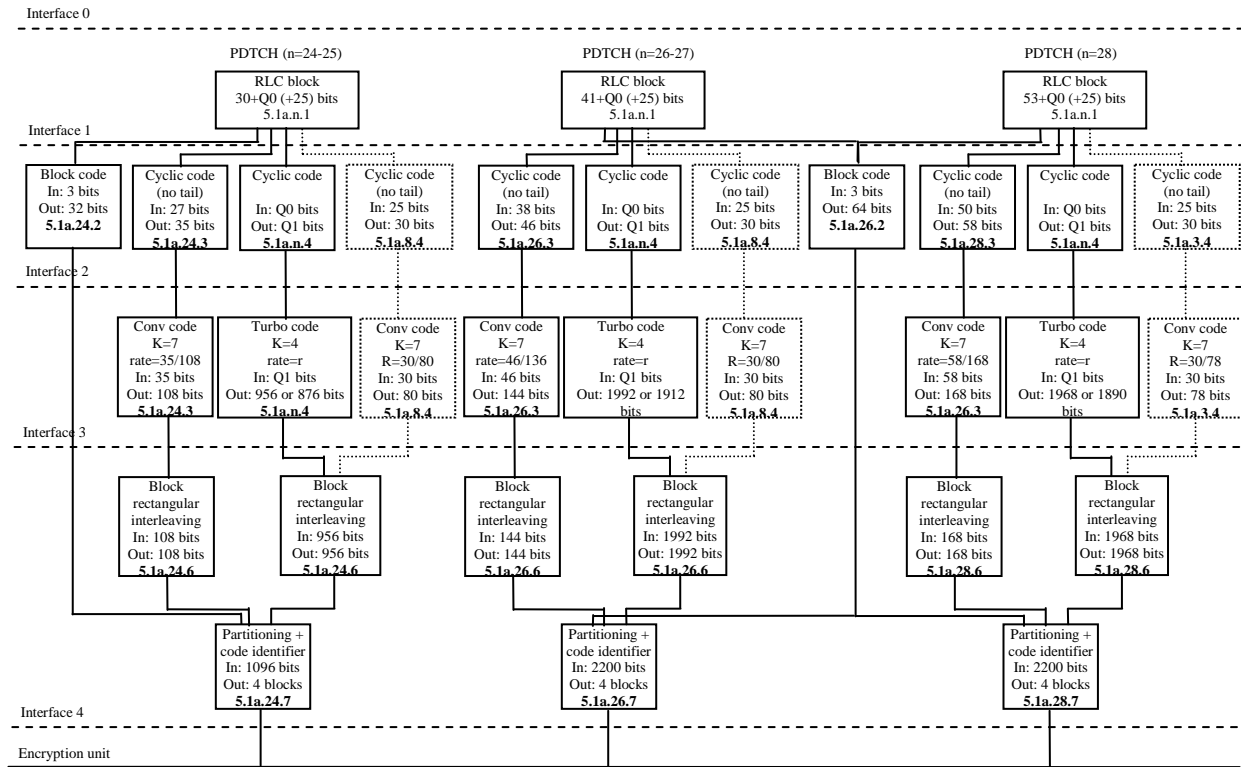 Interface 0
PDTCH (n=24-25)
RLC block
30+Q0 (+25) bits
5.1a.n.1
PDTCH (n=26-27)
RLC block
41+Q0 (+25) bits
5.1a.n.1
PDTCH (n=28)
RLC block
53+Q0 (+25) bits
5.1a.n.1
Interface 1
Block code
In: 3 bits
Out: 32 bits
5.1a.24.2
Cyclic code
(no tail)
In: 27 bits
Out: 35 bits
5.1a.24.3
Cyclic code
In: Q0 bits
Out: Q1 bits
5.1a.n.4
Cyclic code
(no tail)
In: 25 bits
Out: 30 bits
5.1a.8.4
Cyclic code
(no tail)
In: 38 bits
Out: 46 bits
5.1a.26.3
Cyclic code
In: Q0 bits
Out: Q1 bits
5.1a.n.4
Cyclic code
(no tail)
In: 25 bits
Out: 30 bits
5.1a.8.4
Block code
In: 3 bits
Out: 64 bits
5.1a.26.2
Cyclic code
(no tail)
In: 50 bits
Out: 58 bits
5.1a.28.3
Cyclic code
In: Q0 bits
Out: Q1 bits
5.1a.n.4
Cyclic code
(no tail)
In: 25 bits
Out: 30 bits
5.1a.3.4
Interface 2
Conv code
K=7
rate=35/108
In: 35 bits
Out: 108 bits
5.1a.24.3
Turbo code
K=4
rate=r
In: Q1 bits
Out: 956 or 876 bits
5.1a.n.4
Conv code
K=7
R=30/80
In: 30 bits
Out: 80 bits
5.1a.8.4
Conv code
K=7
rate=46/136
In: 46 bits
Out: 144 bits
5.1a.26.3
Turbo code
K=4
rate=r
In: Q1 bits
Out: 1992 or 1912
bits
5.1a.n.4
Conv code
K=7
R=30/80
In: 30 bits
Out: 80 bits
5.1a.8.4
Conv code
K=7
rate=58/168
In: 58 bits
Out: 168 bits
5.1a.26.3
Turbo code
K=4
rate=r
In: Q1 bits
Out: 1968 or 1890
bits
5.1a.n.4
Conv code
K=7
R=30/78
In: 30 bits
Out: 78 bits
5.1a.3.4
Interface 3
Block
rectangular
interleaving
In: 108 bits
Out: 108 bits
5.1a.24.6
Block
rectangular
interleaving
In: 956 bits
Out: 956 bits
5.1a.24.6
Block
rectangular
interleaving
In: 144 bits
Out: 144 bits
5.1a.26.6
Block
rectangular
interleaving
In: 1992 bits
Out: 1992 bits
5.1a.26.6
Block
rectangular
interleaving
In: 168 bits
Out: 168 bits
5.1a.28.6
Block
rectangular
interleaving
In: 1968 bits
Out: 1968 bits
5.1a.28.6
Partitioning +
code identifier
In: 1096 bits
Out: 4 blocks
5.1a.24.7
Partitioning +
code identifier
In: 2200 bits
Out: 4 blocks
5.1a.26.7
Partitioning +
code identifier
In: 2200 bits
Out: 4 blocks
5.1a.28.7
Interface 4
Encryption unit